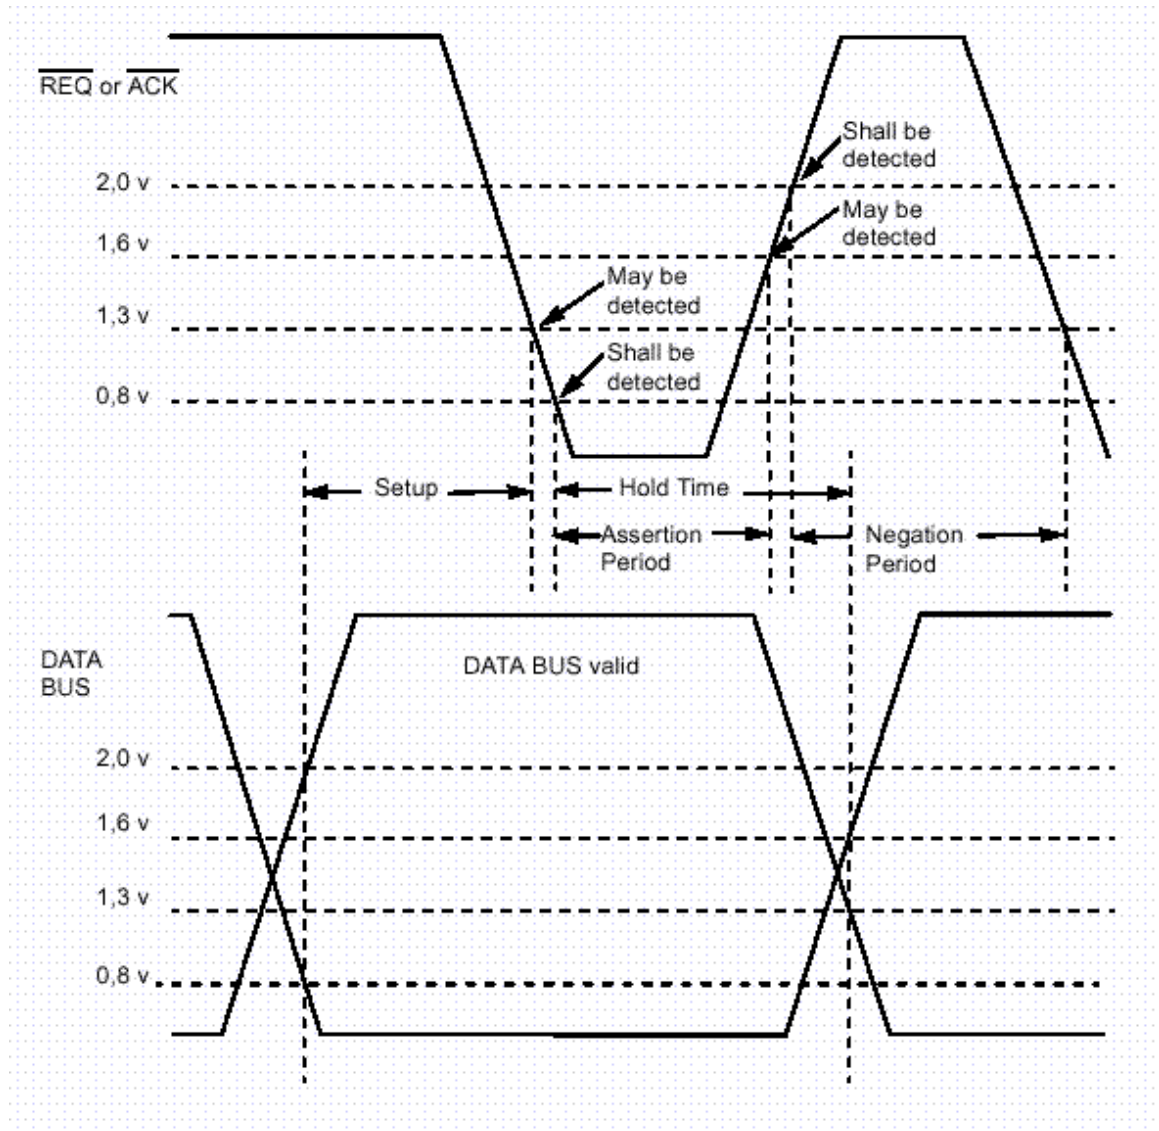 REQ or ACK
Shall be
detected
2,0 v
May be
detected
1,6 v
May be
detected
1,3 v
Shall be
detected
0,8 v
Setup
Hold Time
Assertion
Period
Negation
Period
DATA
BUS
DATA BUS valid
2,0 v
1,6 v
1,3 v
0,8 v